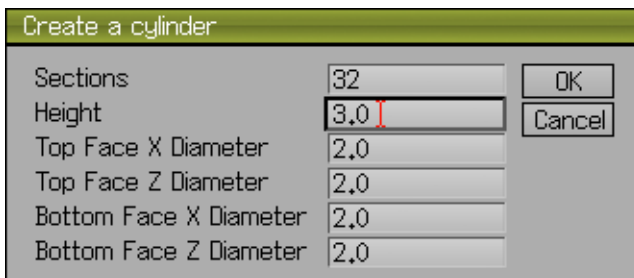 Create a cylinder
Sections 32 OK
Height 3.0 Cancel
Top Face X Diameter 2.0
Top Face Z Diameter 2.0
Bottom Face X Diameter 2.0
Bottom Face Z Diameter 2.0